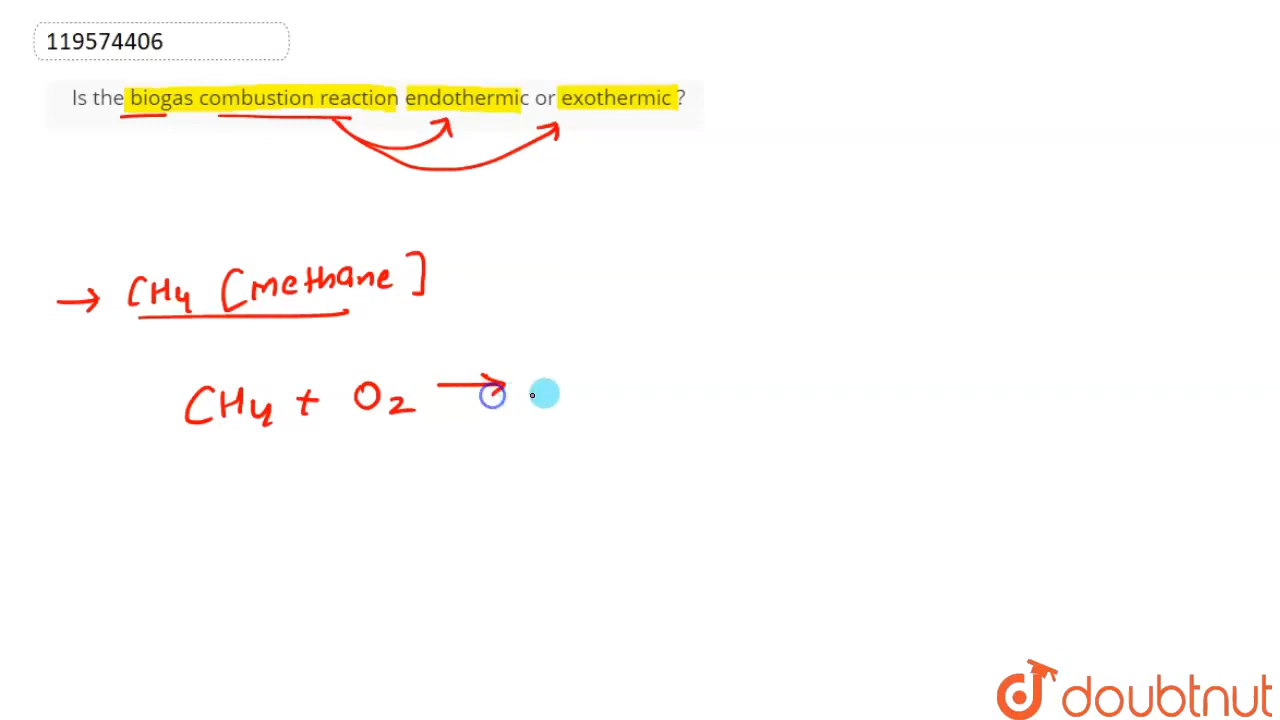 119574406
Is the biogas combustion reaction endothermic or exothermic ?
→ CH4 [Methane]
CH4 + O2 →
doubtnut